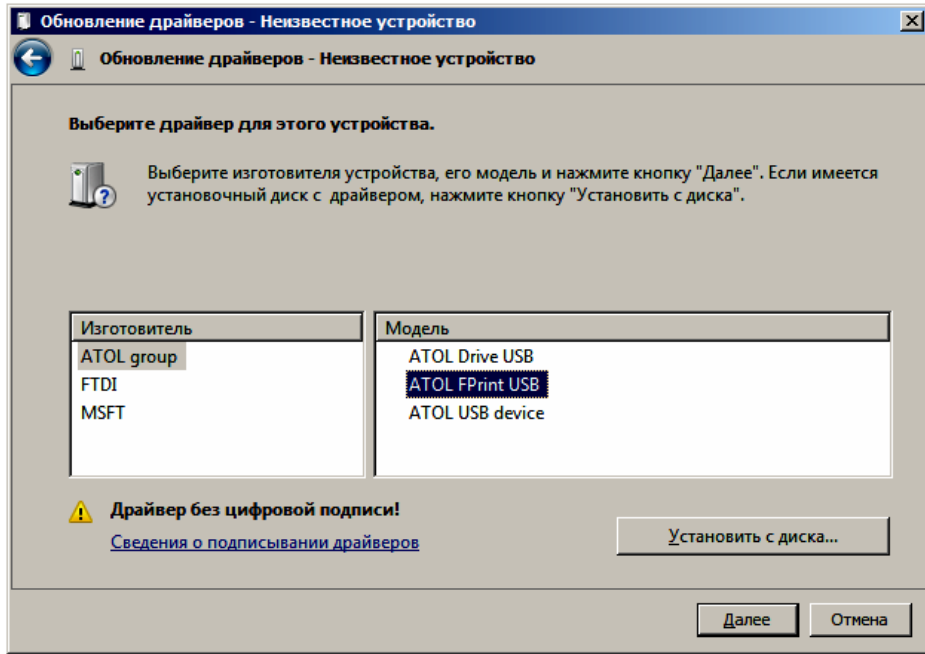 Обновление драйверов - Неизвестное устройство
Обновление драйверов - Неизвестное устройство
Выберите драйвер для этого устройства.
Выберите изготовителя устройства, его модель и нажмите кнопку "Далее". Если имеется
установочный диск с драйвером, нажмите кнопку "Установить с диска".
Изготовитель
ATOL group
FTDI
MSFT
Модель
ATOL Drive USB
ATOL FPrint USB
ATOL USB device
Драйвер без цифровой подписи!
Сведения о подписывании драйверов
Установить с диска...
Далее
Отмена